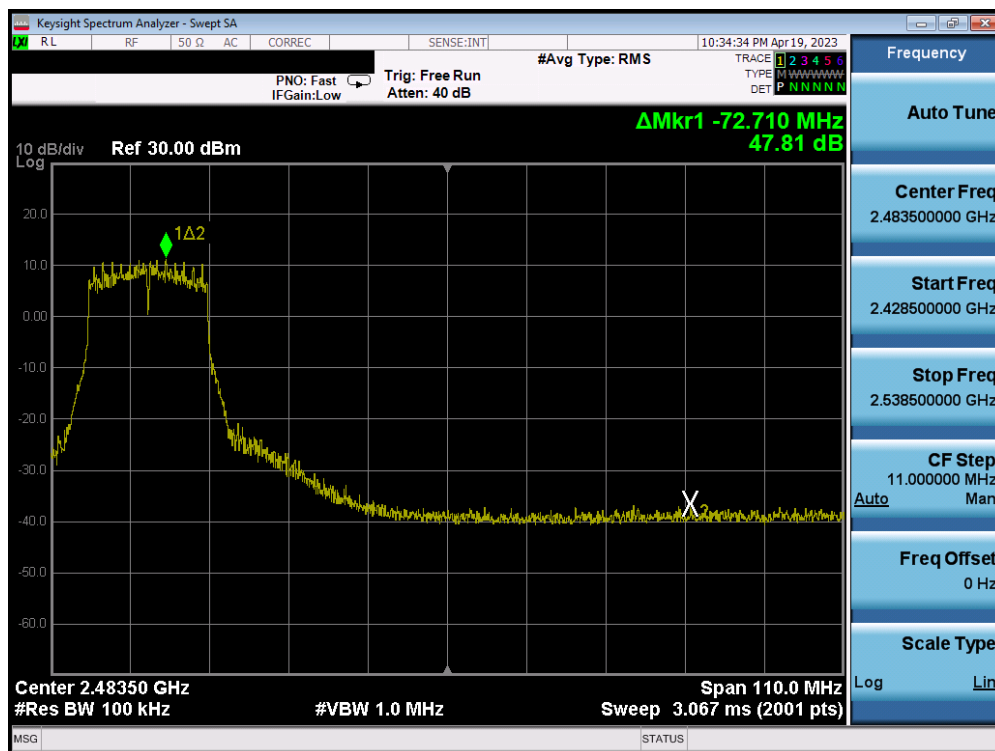 Keysight Spectrum Analyzer - Swept SA
LXI RL RF 50 Ω AC CORREC SENSE:INT 10:34:34 PM Apr 19, 2023
#Avg Type: RMS
TRACE 1 2 3 4 5 6
PNO: Fast Trig: Free Run
TYPE M WWWWW
IFGain:Low Atten: 40 dB
DET P N N N N N
ΔMkr1 -72.710 MHz
47.81 dB
10 dB/div Ref 30.00 dBm
Log
20.0
1Δ2
10.0
0.00
-10.0
-20.0
-30.0
2
-40.0
-50.0
-60.0
Center 2.48350 GHz Span 110.0 MHz
#Res BW 100 kHz #VBW 1.0 MHz Sweep 3.067 ms (2001 pts)
MSG STATUS
Frequency
Auto Tune
Center Freq
2.483500000 GHz
Start Freq
2.428500000 GHz
Stop Freq
2.538500000 GHz
CF Step
11.000000 MHz
Auto Man
Freq Offset
0 Hz
Scale Type
Log Lin